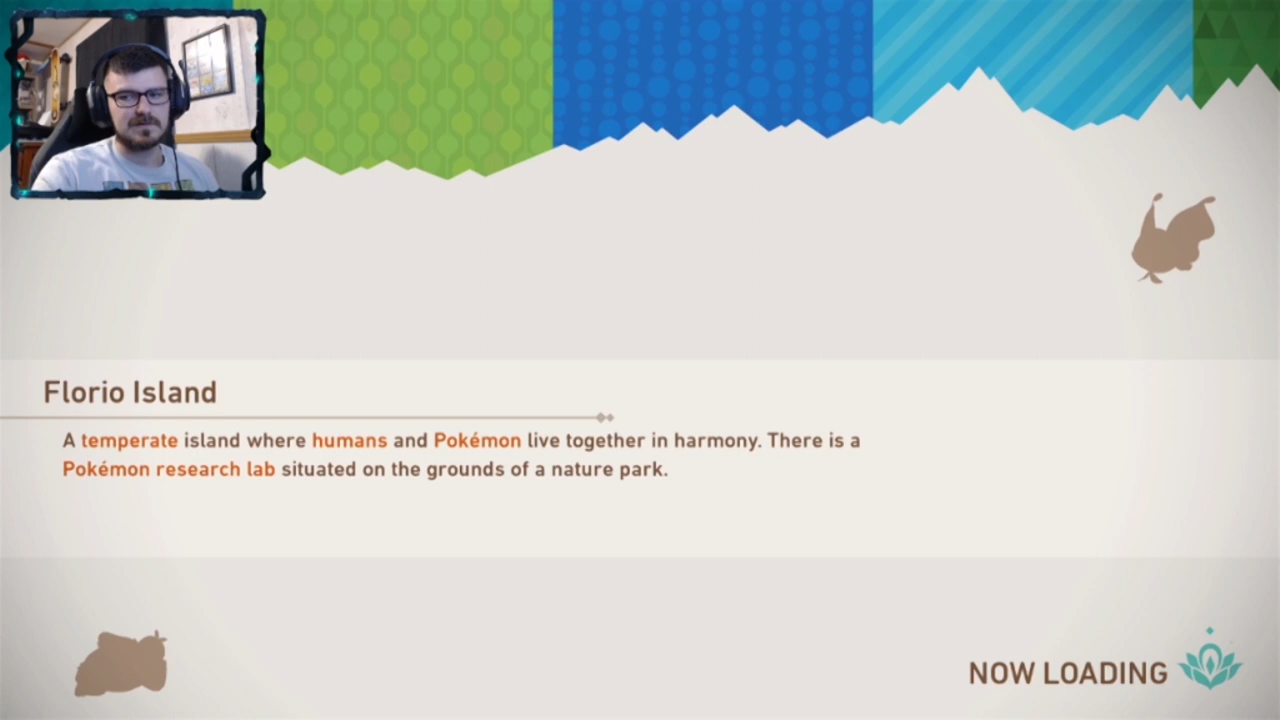 Florio Island
A temperate island where humans and Pokémon live together in harmony. There is a
Pokémon research lab situated on the grounds of a nature park.
NOW LOADING